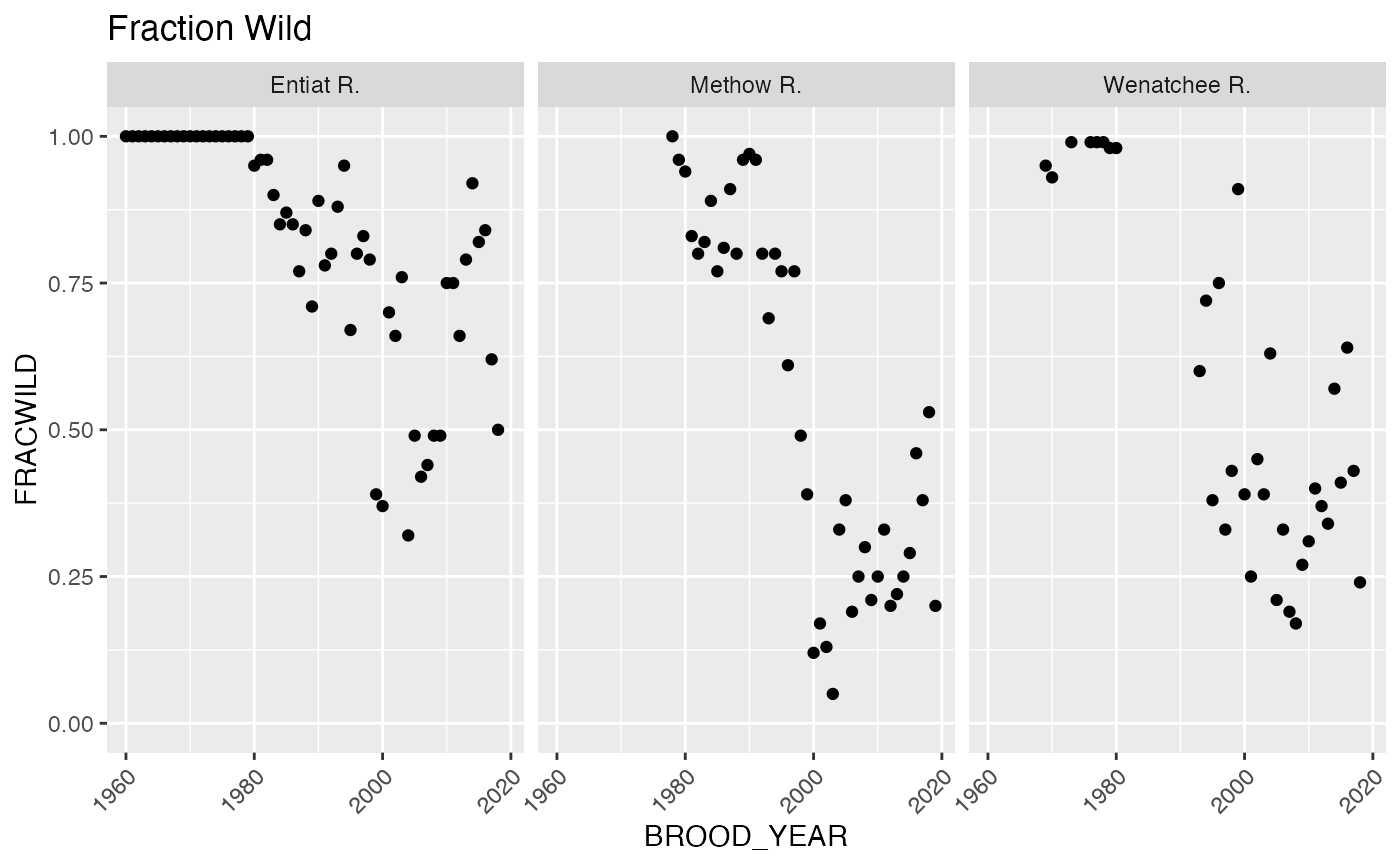 Fraction Wild
Entiat R.
Methow R.
Wenatchee R.
1.00
0.75
0.50
0.25
0.00
FRACWILD
1960 1980 2000 2020
1960 1980 2000 2020
1960 1980 2000 2020
BROOD_YEAR